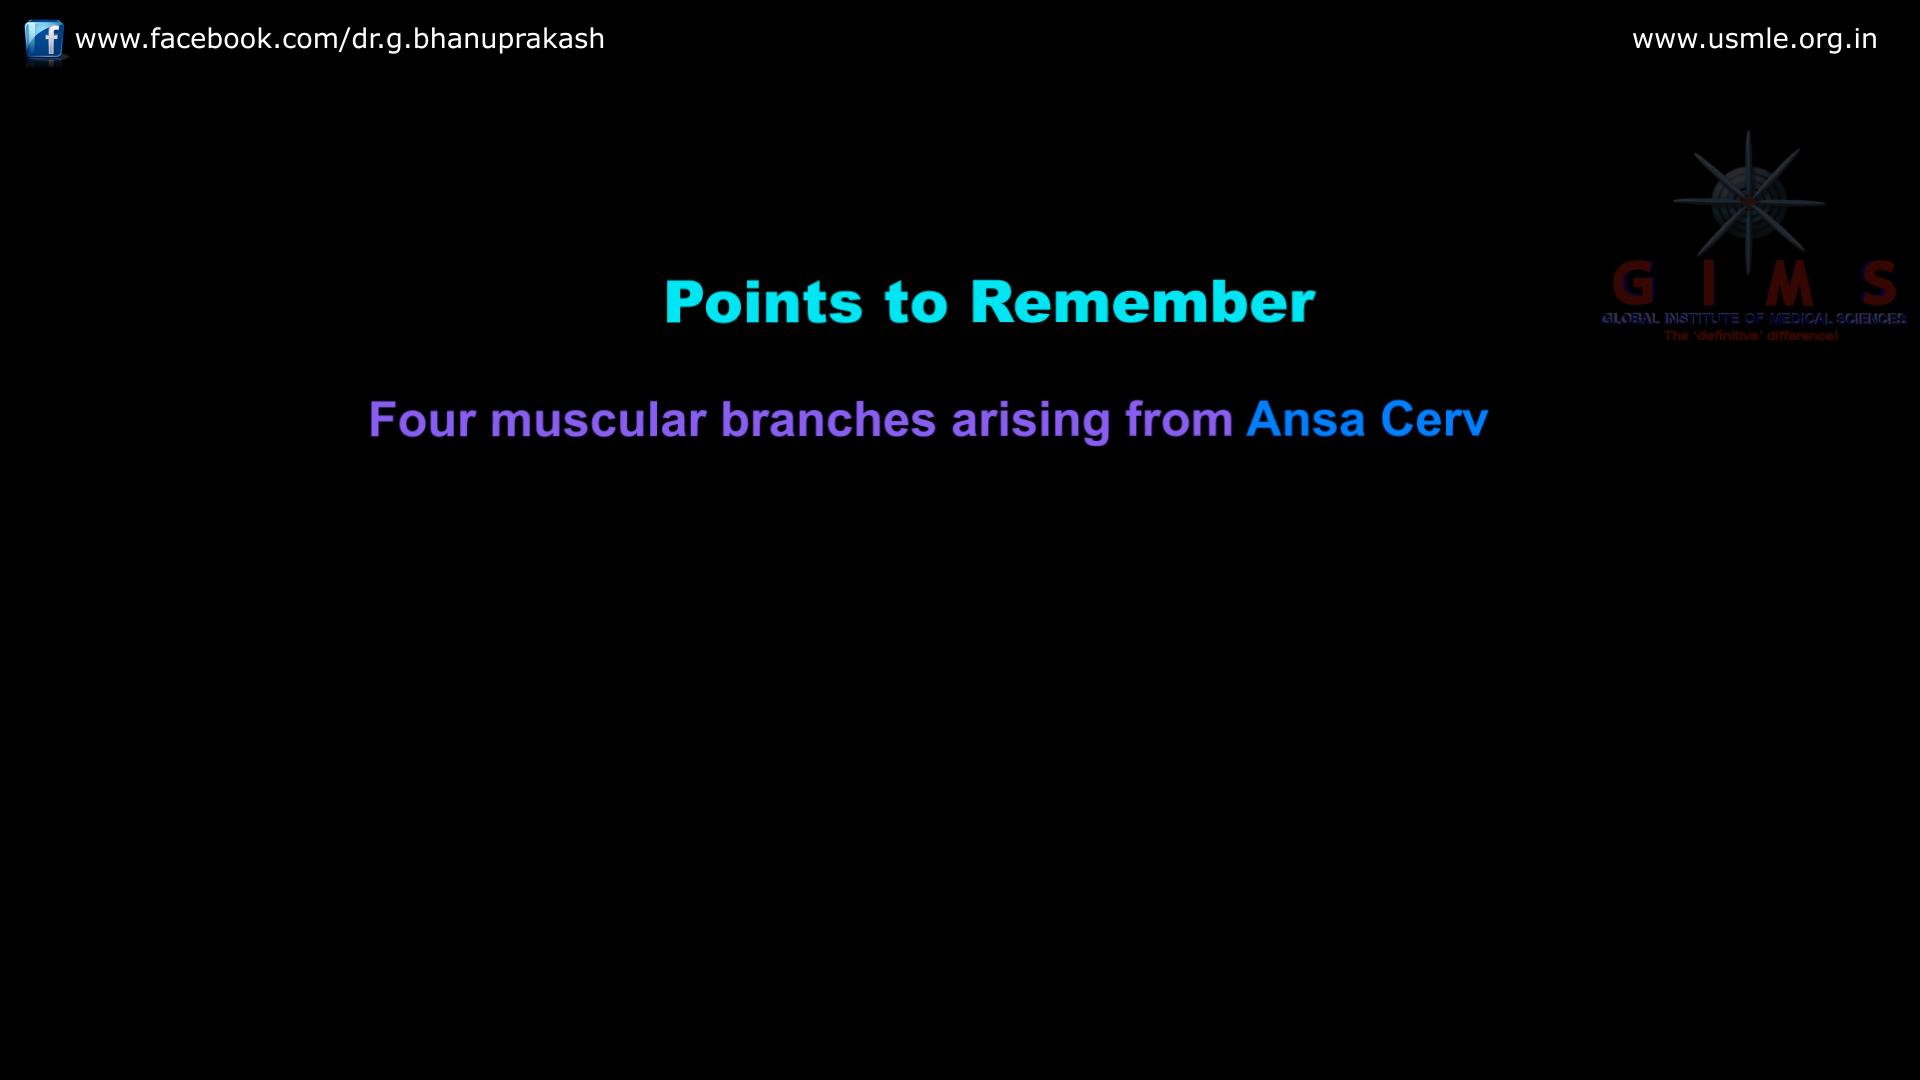 www.facebook.com/dr.g.bhanuprakash
www.usmle.org.in
G I M S
GLOBAL INSTITUTE OF MEDICAL SCIENCES
The 'definitive' difference!
Points to Remember
Four muscular branches arising from Ansa Cerv